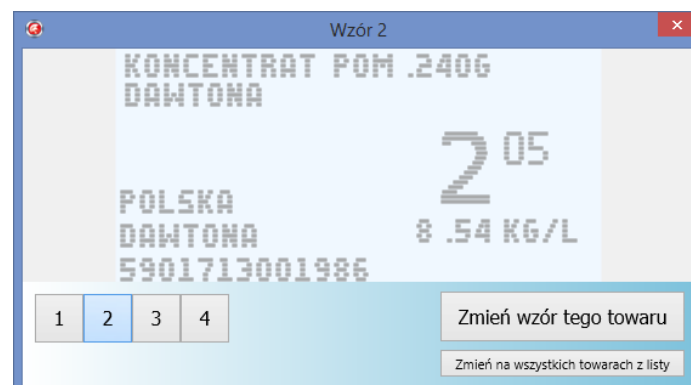 Wzór 2
KONCENTRAT POM .240G
DAWTONA
2 05
POLSKA
8 .54 KG/L
DAWTONA
5901713001986
1 2 3 4
Zmień wzór tego towaru
Zmień na wszystkich towarach z listy